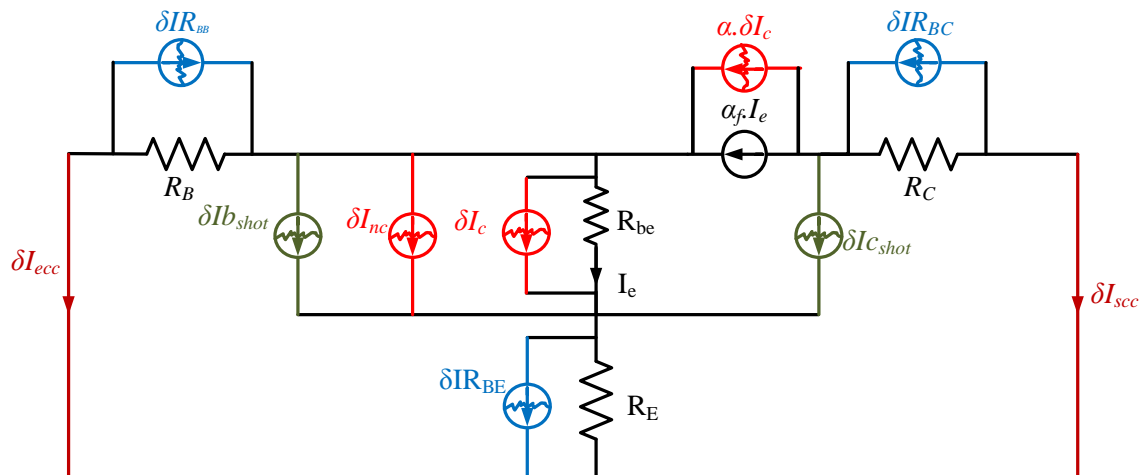 δIR_BB
α.δI_c
δIR_BC
α_f.I_e
R_B
R_C
δIb_shot
δI_nc
δI_c
R_be
δIc_shot
δI_ecc
I_e
δI_scc
δIR_BE
R_E